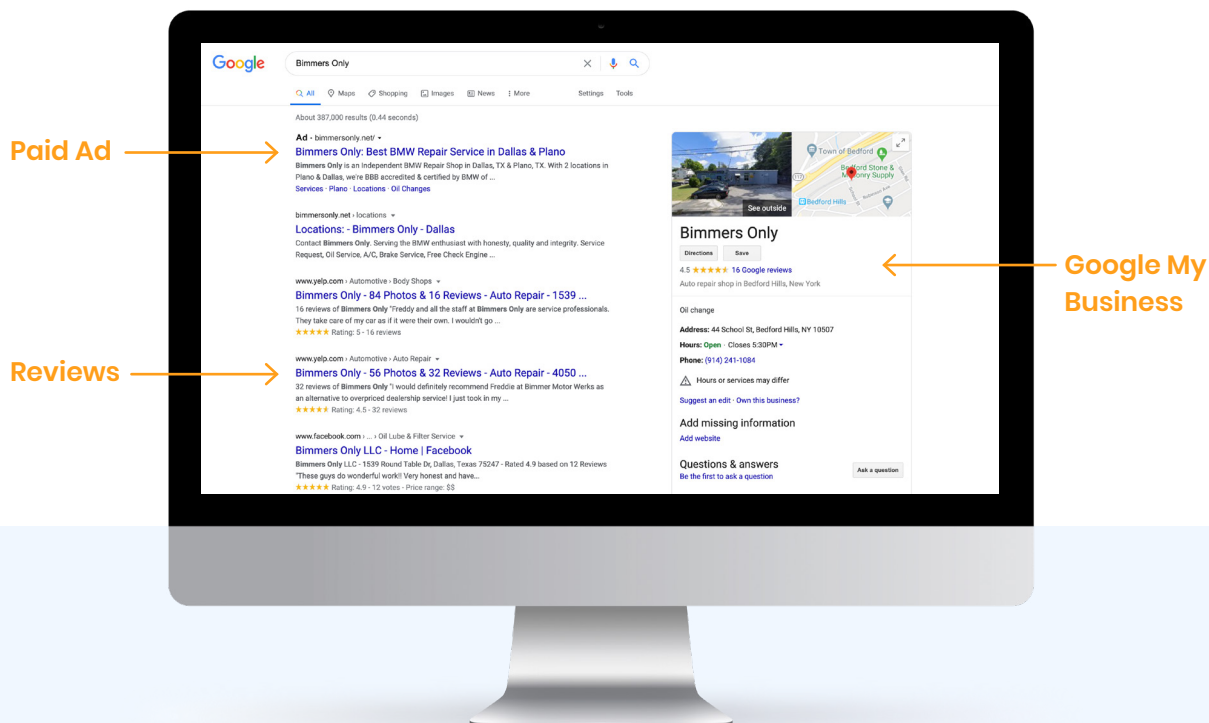 Google
Bimmers Only
All Maps Shopping Images News More Settings Tools
About 387,000 results (0.44 seconds)
Paid Ad
Ad · bimmersonly.net/
Bimmers Only: Best BMW Repair Service in Dallas & Plano
Bimmers Only is an Independent BMW Repair Shop in Dallas, TX & Plano, TX. With 2 locations in
Plano & Dallas, we're BBB accredited & certified by BMW of ...
Services · Plano · Locations · Oil Changes
bimmersonly.net › locations
Locations: - Bimmers Only - Dallas
Contact Bimmers Only. Serving the BMW enthusiast with honesty, quality and integrity. Service
Request, Oil Service, A/C, Brake Service, Free Check Engine ...
www.yelp.com › Automotive › Body Shops
Bimmers Only - 84 Photos & 16 Reviews - Auto Repair - 1539 ...
16 reviews of Bimmers Only "Freddy and all the staff at Bimmers Only are service professionals.
They take care of my car as if it were their own. I wouldn't go ...
Rating: 5 - 16 reviews
Reviews
www.yelp.com › Automotive › Auto Repair
Bimmers Only - 56 Photos & 32 Reviews - Auto Repair - 4050 ...
32 reviews of Bimmers Only "I would definitely recommend Freddie at Bimmer Motor Werks as
an alternative to overpriced dealership service! I just took in my ...
Rating: 4.5 - 32 reviews
www.facebook.com › ... › Oil Lube & Filter Service
Bimmers Only LLC - Home | Facebook
Bimmers Only LLC - 1539 Round Table Dr, Dallas, Texas 75247 - Rated 4.9 based on 12 Reviews
"These guys do wonderful work!! Very honest and have...
Rating: 4.9 - 12 votes - Price range: $$
See outside
Town of Bedford
Bedford Stone &
Masonry Supply
Bedford Hills
Bimmers Only
Directions Save
4.5 16 Google reviews
Auto repair shop in Bedford Hills, New York
Google My
Business
Oil change
Address: 44 School St, Bedford Hills, NY 10507
Hours: Open · Closes 5:30PM
Phone: (914) 241-1084
Hours or services may differ
Suggest an edit · Own this business?
Add missing information
Add website
Questions & answers
Ask a question
Be the first to ask a question